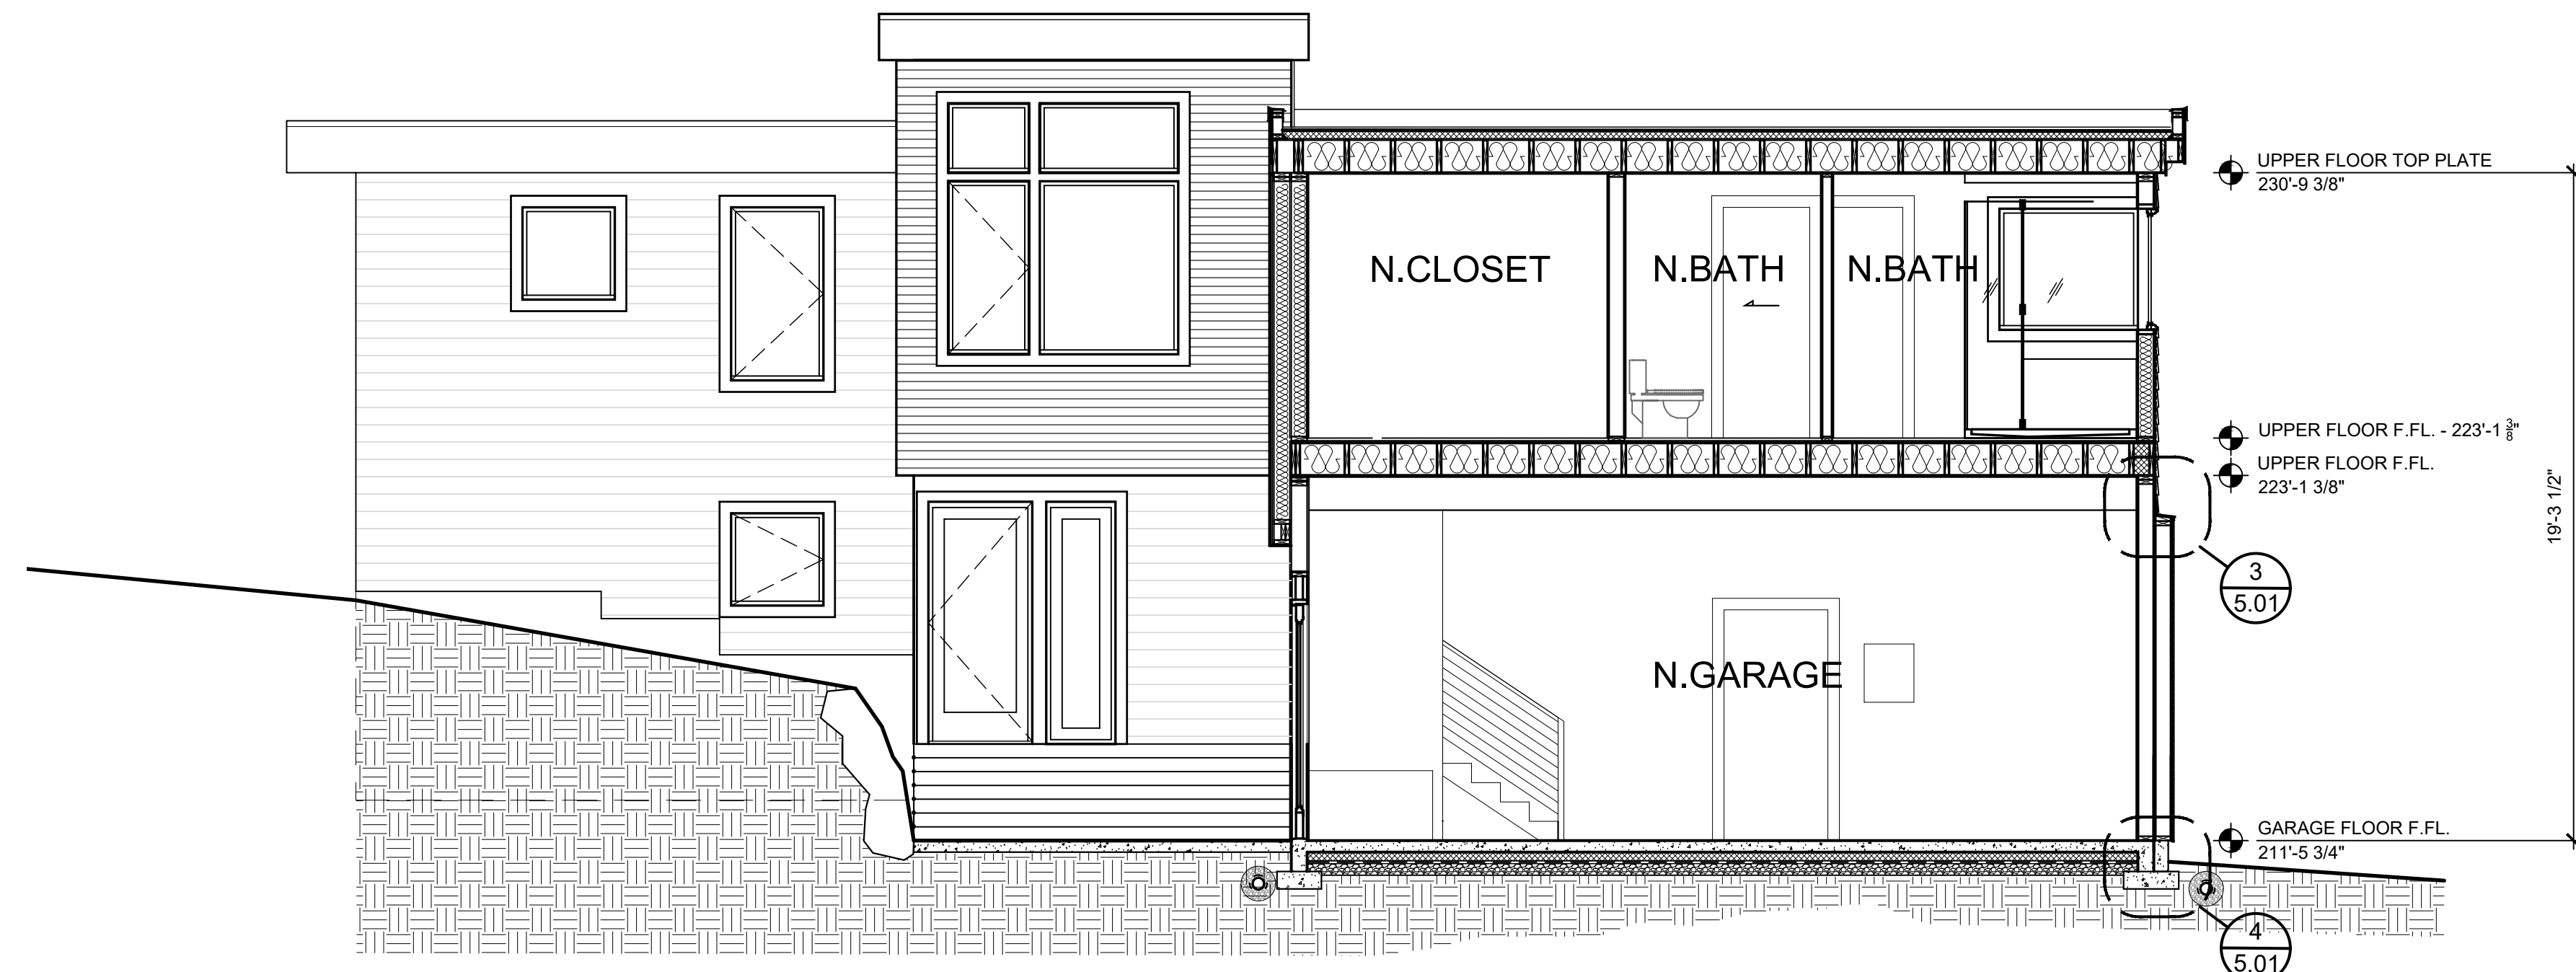 UPPER FLOOR TOP PLATE
230'-9 3/8"
N.CLOSET
N.BATH
N.BATH
UPPER FLOOR F.FL. - 223'-1 3/8"
UPPER FLOOR F.FL.
223'-1 3/8"
19'-3 1/2"
3
5.01
N.GARAGE
GARAGE FLOOR F.FL.
211'-5 3/4"
4
5.01